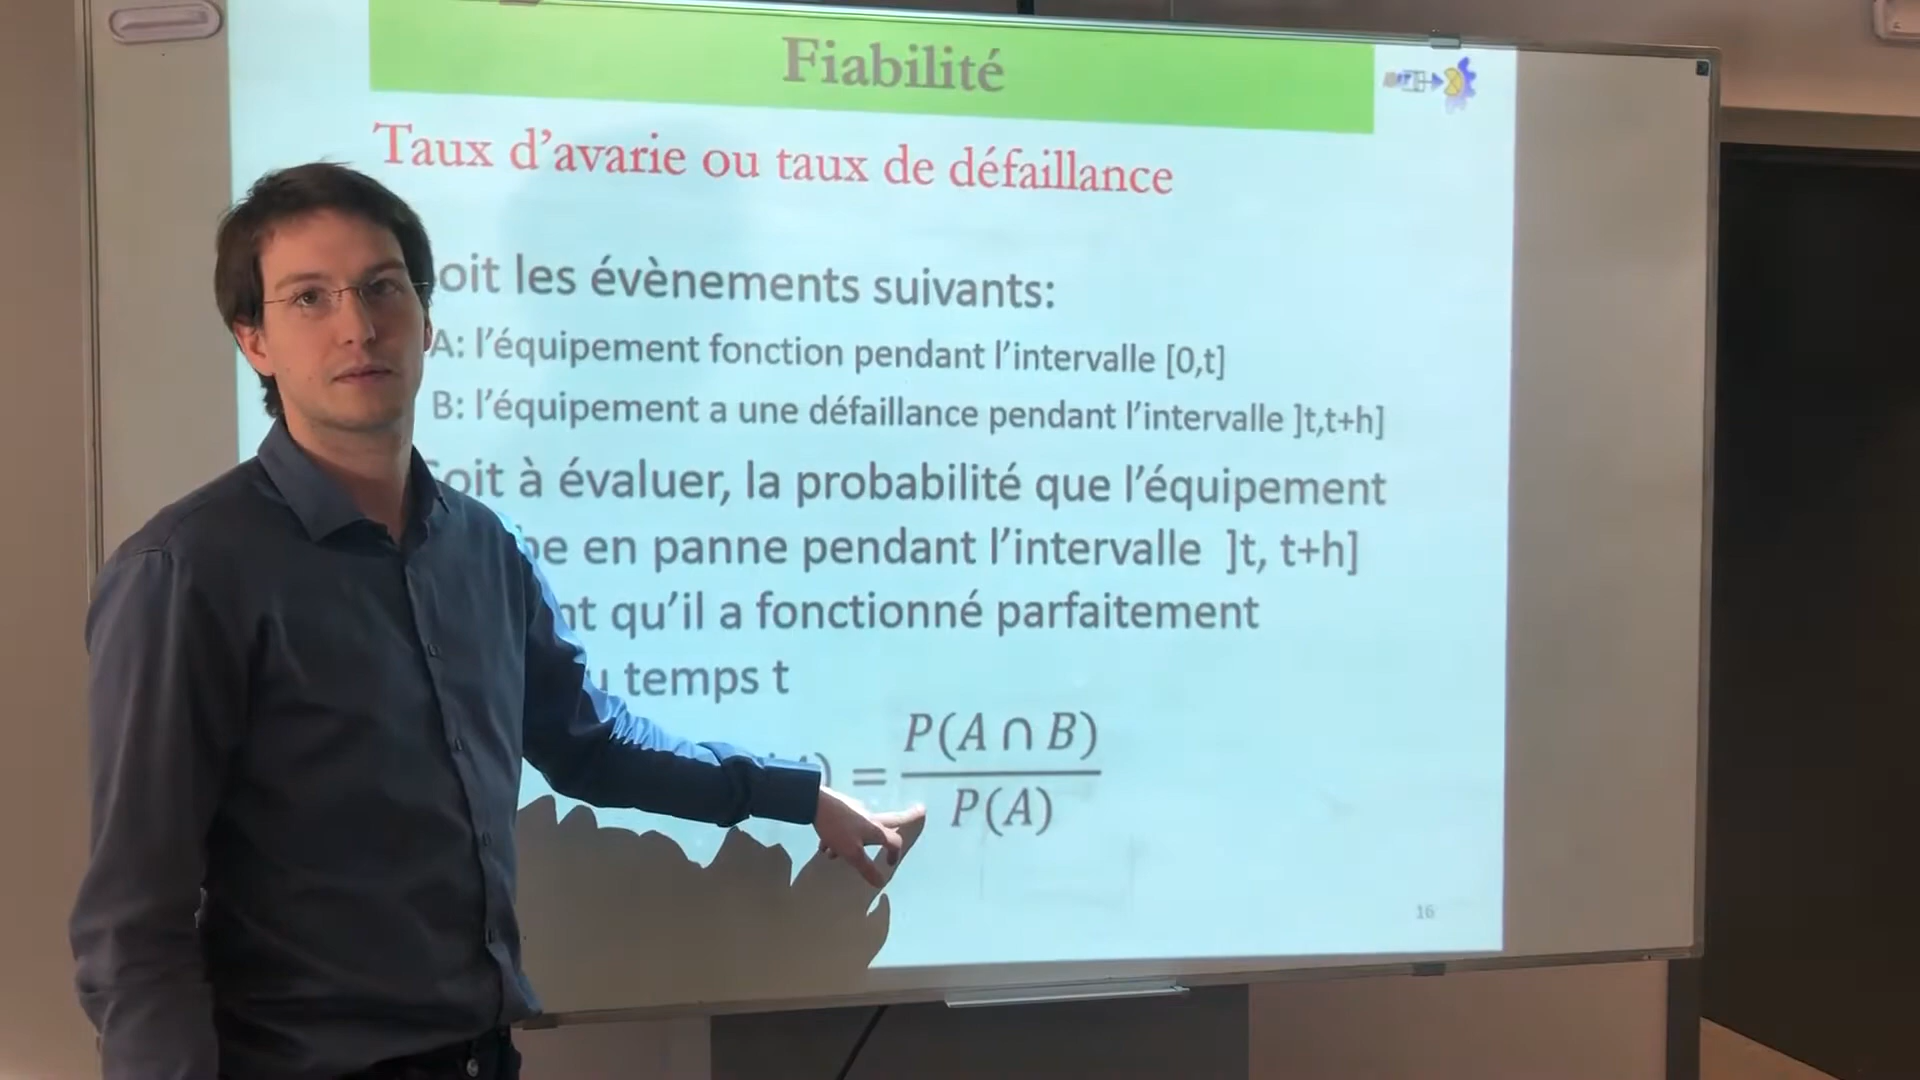 Fiabilité
Taux d'avarie ou taux de défaillance
oit les évènements suivants:
A: l'équipement fonction pendant l'intervalle [0,t]
B: l'équipement a une défaillance pendant l'intervalle ]t,t+h]
oit à évaluer, la probabilité que l'équipement
be en panne pendant l'intervalle ]t, t+h]
nt qu'il a fonctionné parfaitement
temps t
) = P(A ∩ B)
P(A)
16